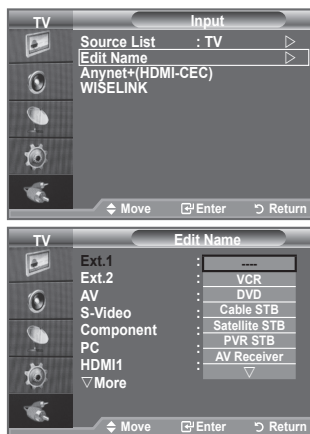 TV Input
Source List : TV ▷
Edit Name ▷
Anynet+(HDMI-CEC)
WISELINK
Move Enter Return
TV Edit Name
Ext.1 : ----
Ext.2 : VCR
AV : DVD
S-Video : Cable STB
Component : Satellite STB
PC : PVR STB
HDMI1 : AV Receiver
▽More ▽
Move Enter Return